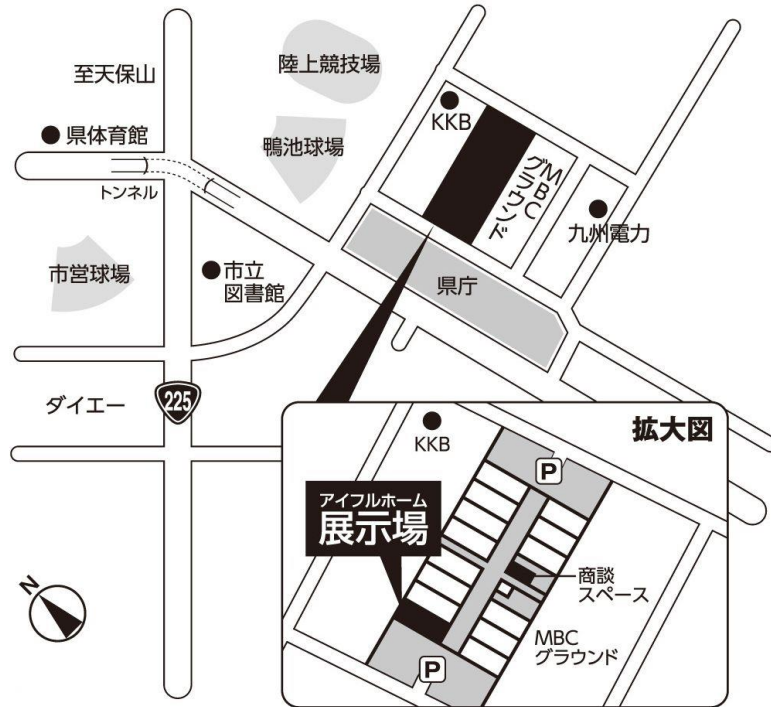 陸上競技場
至天保山
KKB
県体育館
鴨池球場
MBC
グラウンド
トンネル
九州電力
市営球場
市立
図書館
県庁
ダイエー
225
拡大図
KKB
P
アイフルホーム
展示場
商談
スペース
N
MBC
グラウンド
P